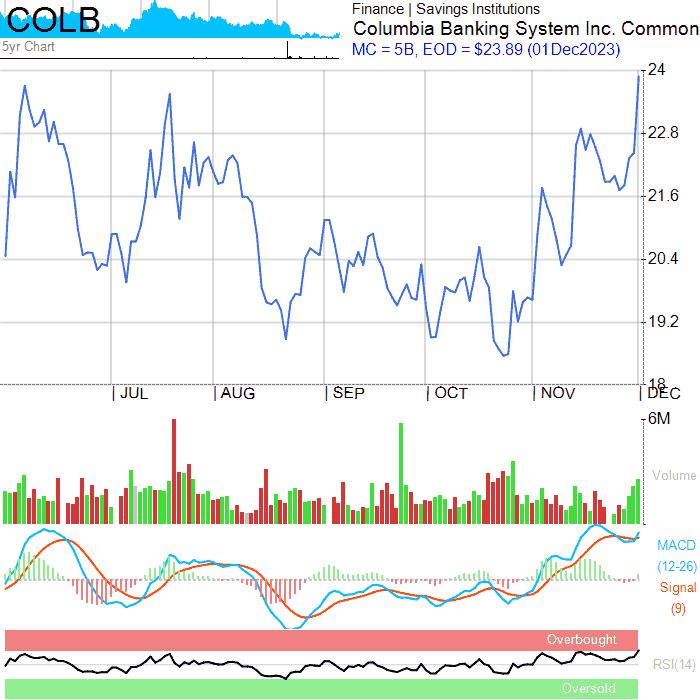 COLB
5yr Chart
Finance | Savings Institutions
Columbia Banking System Inc. Common
MC = 5B, EOD = $23.89 (01Dec2023)
24
22.8
21.6
20.4
19.2
18
JUL
AUG
SEP
OCT
NOV
DEC
6M
Volume
MACD
(12-26)
Signal
(9)
Overbought
RSI(14)
Oversold